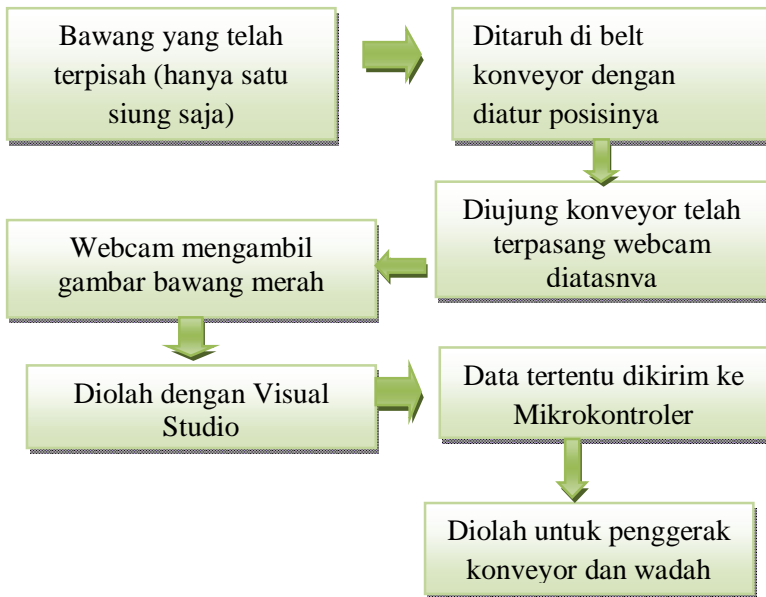 Bawang yang telah
terpisah (hanya satu
siung saja)
Ditaruh di belt
konveyor dengan
diatur posisinya
Diujung konveyor telah
terpasang webcam
diatasnya
Webcam mengambil
gambar bawang merah
Diolah dengan Visual
Studio
Data tertentu dikirim ke
Mikrokontroler
Diolah untuk penggerak
konveyor dan wadah